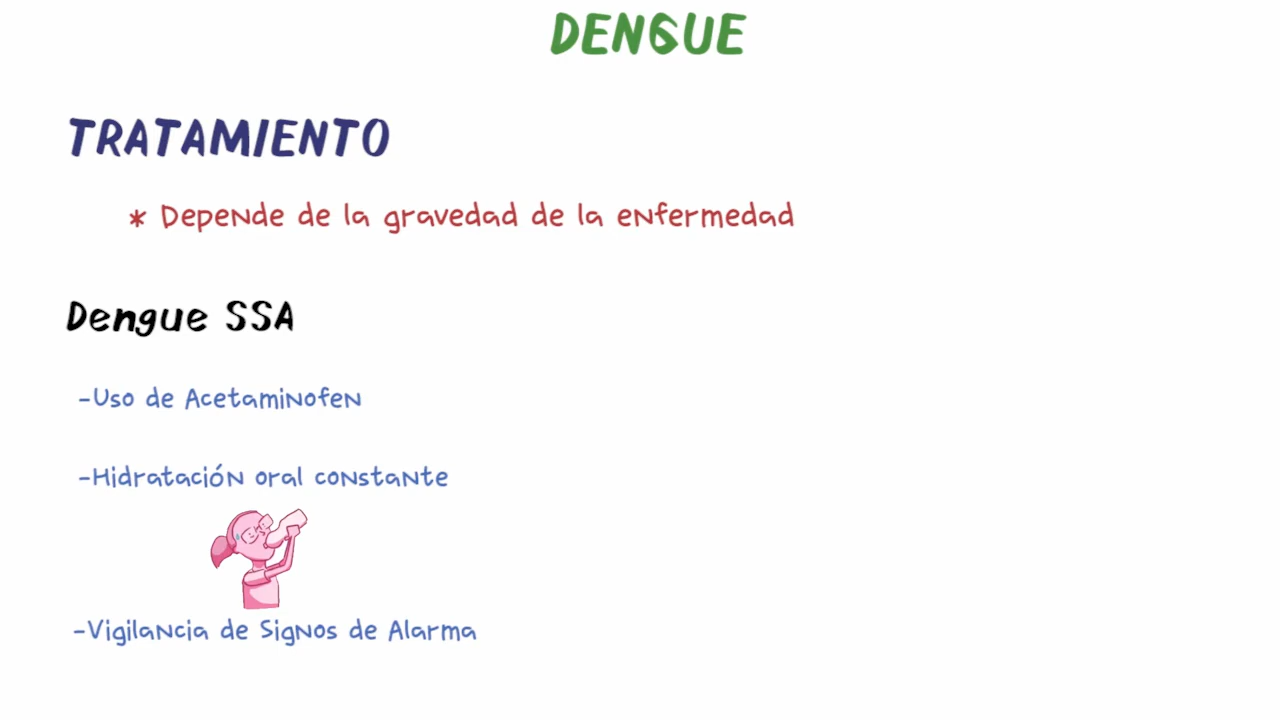 DENGUE
TRATAMIENTO
* Depende de la gravedad de la enfermedad
Dengue SSA
-Uso de Acetaminofen
-Hidratación oral constante
-Vigilancia de Signos de Alarma